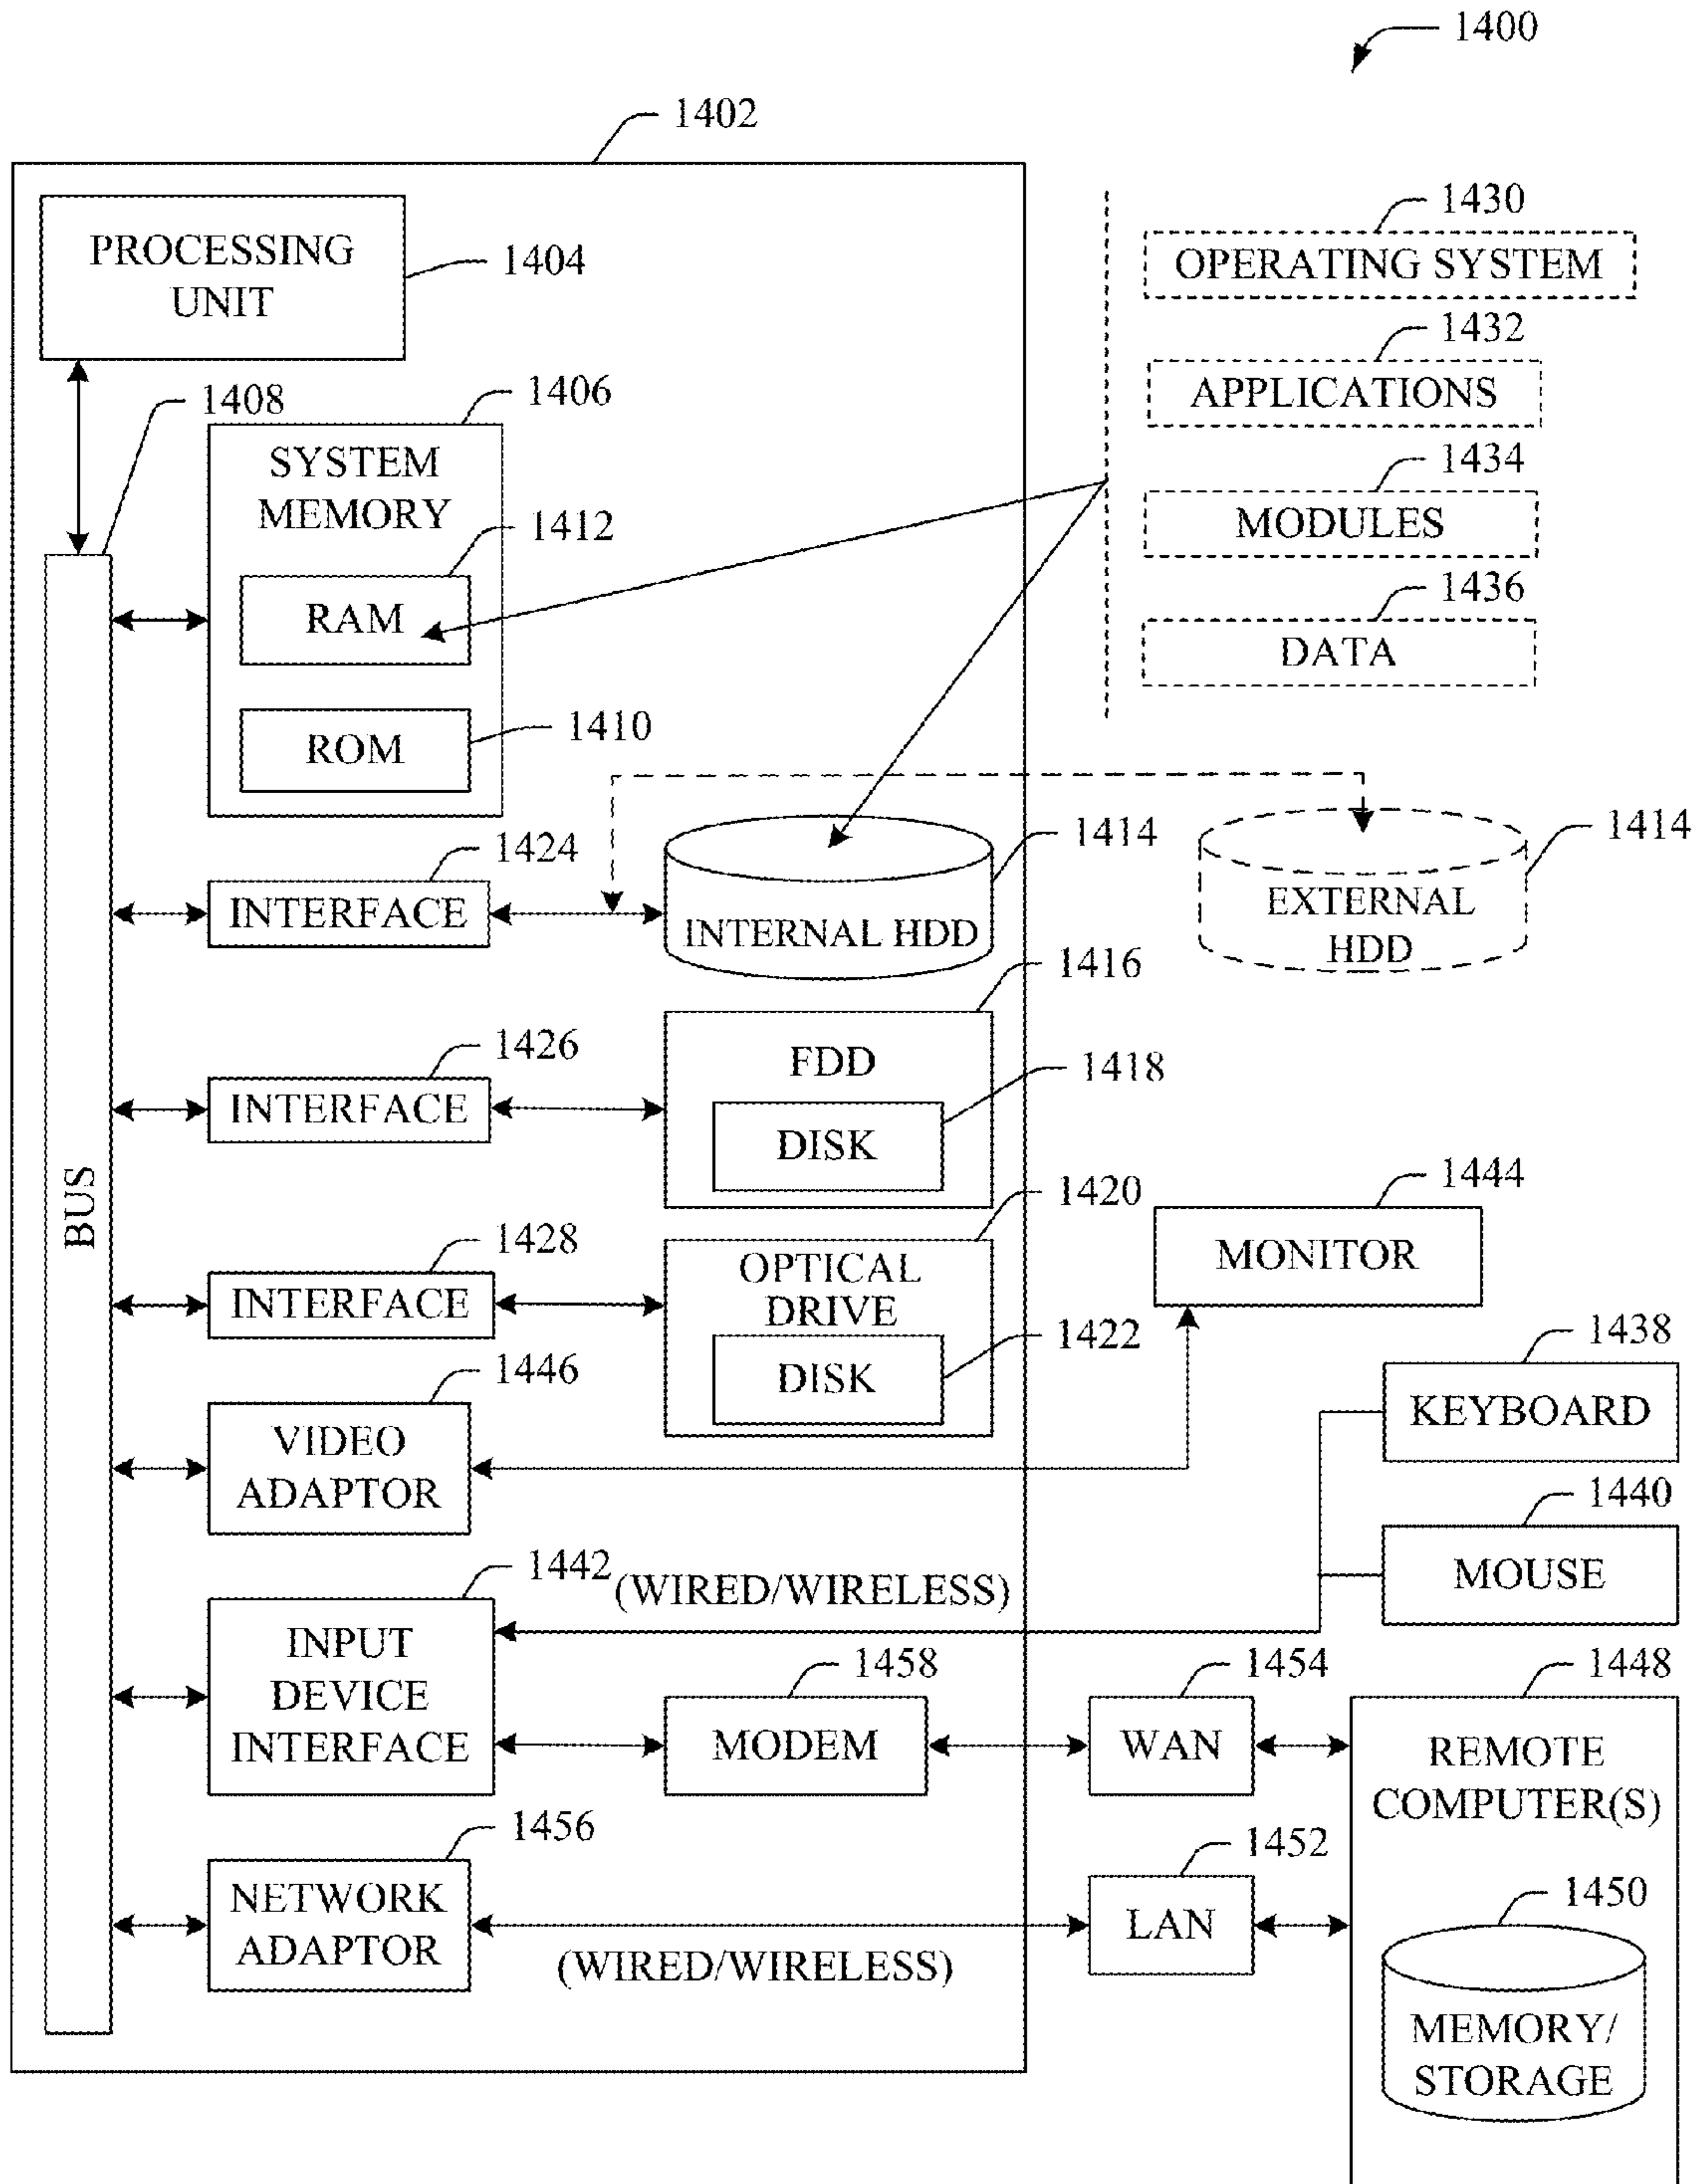 1400
1402
PROCESSING
UNIT
1404
1430
OPERATING SYSTEM
1432
APPLICATIONS
1434
MODULES
1436
DATA
1408
1406
SYSTEM
MEMORY
1412
RAM
1410
ROM
1424
INTERFACE
1414
INTERNAL HDD
1414
EXTERNAL
HDD
1416
1426
INTERFACE
FDD
1418
DISK
BUS
1420
1428
INTERFACE
OPTICAL
DRIVE
1422
DISK
1444
MONITOR
1438
KEYBOARD
1446
VIDEO
ADAPTOR
1440
MOUSE
1442
(WIRED/WIRELESS)
INPUT
DEVICE
INTERFACE
1458
MODEM
1454
WAN
1448
REMOTE
COMPUTER(S)
1456
NETWORK
ADAPTOR
(WIRED/WIRELESS)
1452
LAN
1450
MEMORY/
STORAGE